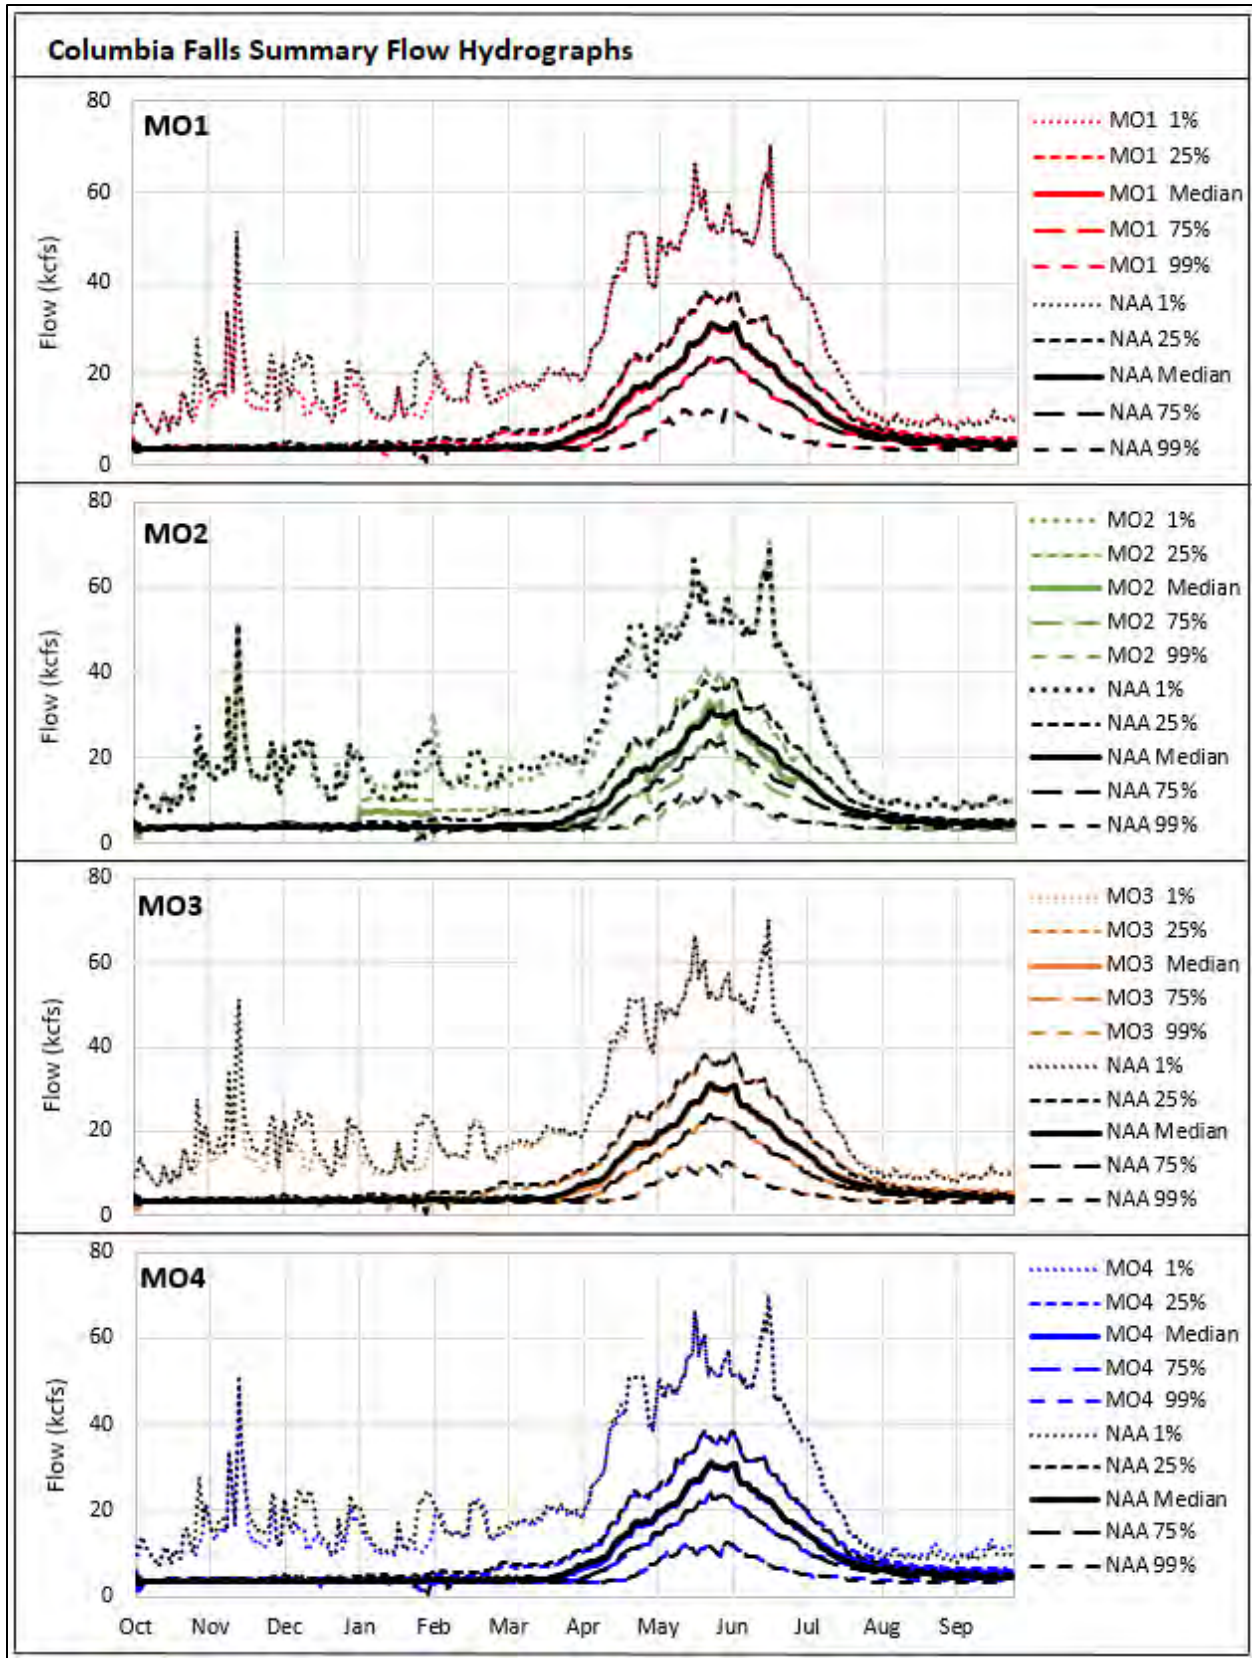 Columbia Falls Summary Flow Hydrographs
MO1
Flow (kcfs)
80
60
40
20
0
MO1 1%
MO1 25%
MO1 Median
MO1 75%
MO1 99%
NAA 1%
NAA 25%
NAA Median
NAA 75%
NAA 99%
MO2
Flow (kcfs)
80
60
40
20
0
MO2 1%
MO2 25%
MO2 Median
MO2 75%
MO2 99%
NAA 1%
NAA 25%
NAA Median
NAA 75%
NAA 99%
MO3
Flow (kcfs)
80
60
40
20
0
MO3 1%
MO3 25%
MO3 Median
MO3 75%
MO3 99%
NAA 1%
NAA 25%
NAA Median
NAA 75%
NAA 99%
MO4
Flow (kcfs)
80
60
40
20
0
MO4 1%
MO4 25%
MO4 Median
MO4 75%
MO4 99%
NAA 1%
NAA 25%
NAA Median
NAA 75%
NAA 99%
Oct Nov Dec Jan Feb Mar Apr May Jun Jul Aug Sep